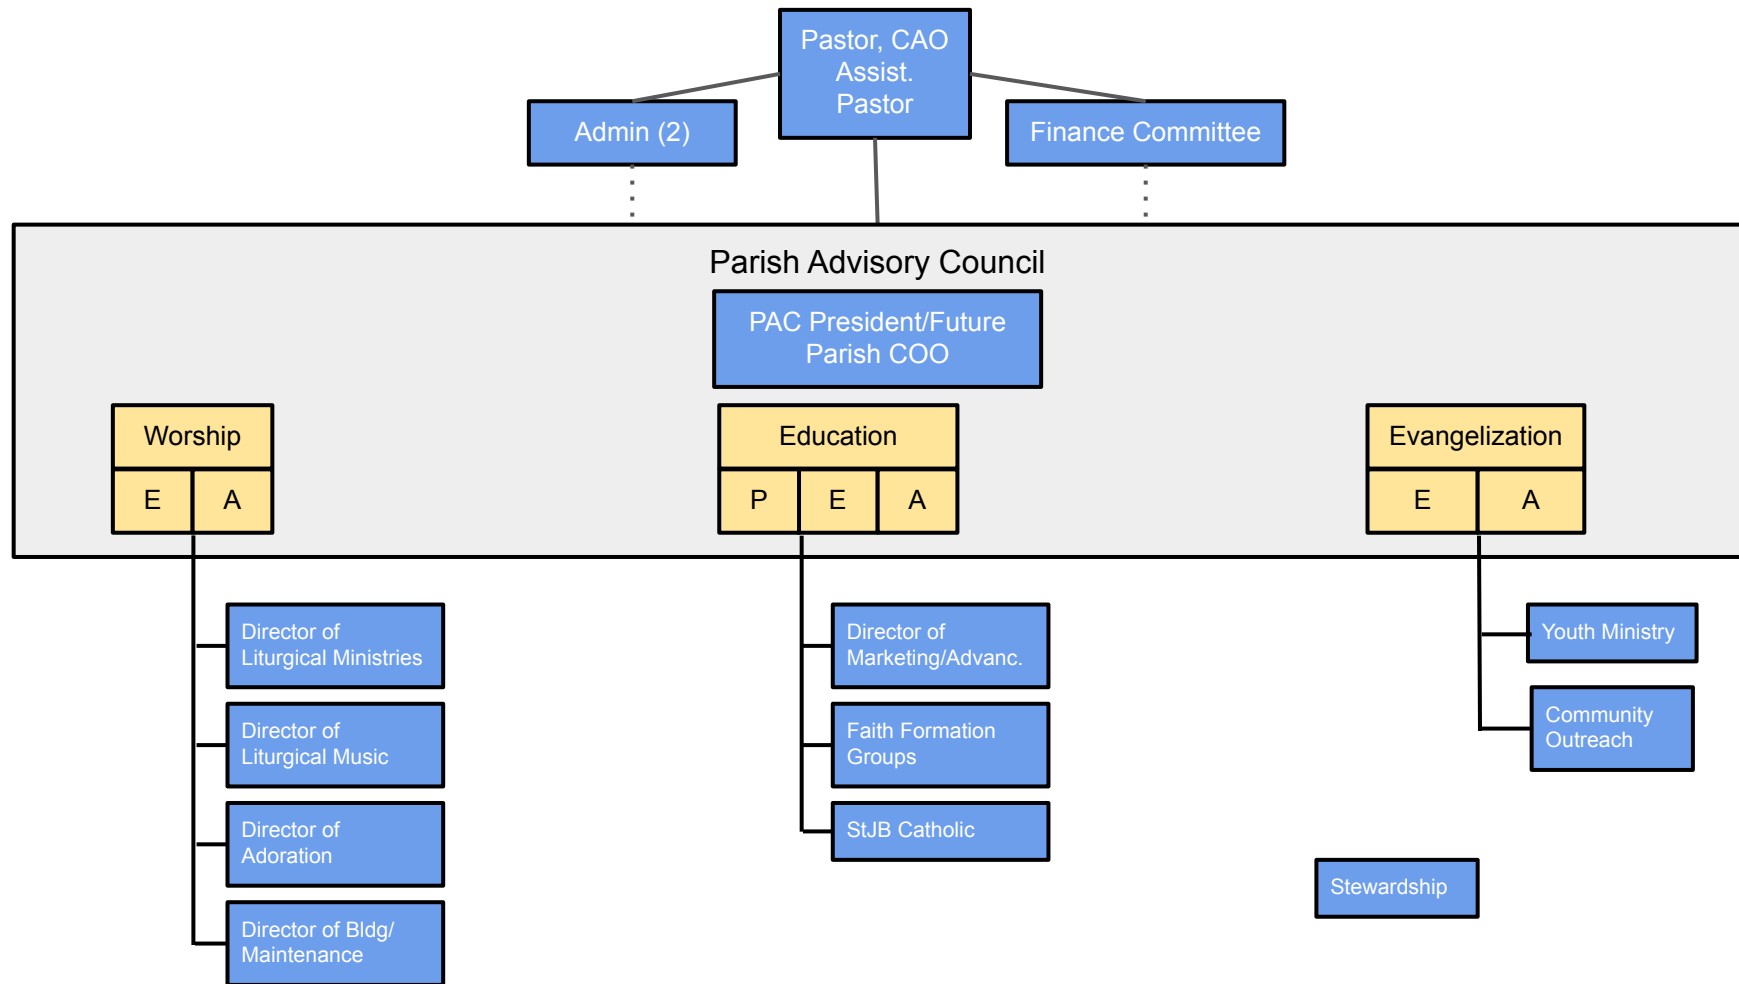 Pastor, CAO
Assist.
Pastor
Admin (2)
Finance Committee
Parish Advisory Council
PAC President/Future
Parish COO
Worship
E
A
Education
P
E
A
Evangelization
E
A
Director of
Liturgical Ministries
Director of
Liturgical Music
Director of
Adoration
Director of Bldg/
Maintenance
Director of
Marketing/Advanc.
Faith Formation
Groups
StJB Catholic
Youth Ministry
Community
Outreach
Stewardship